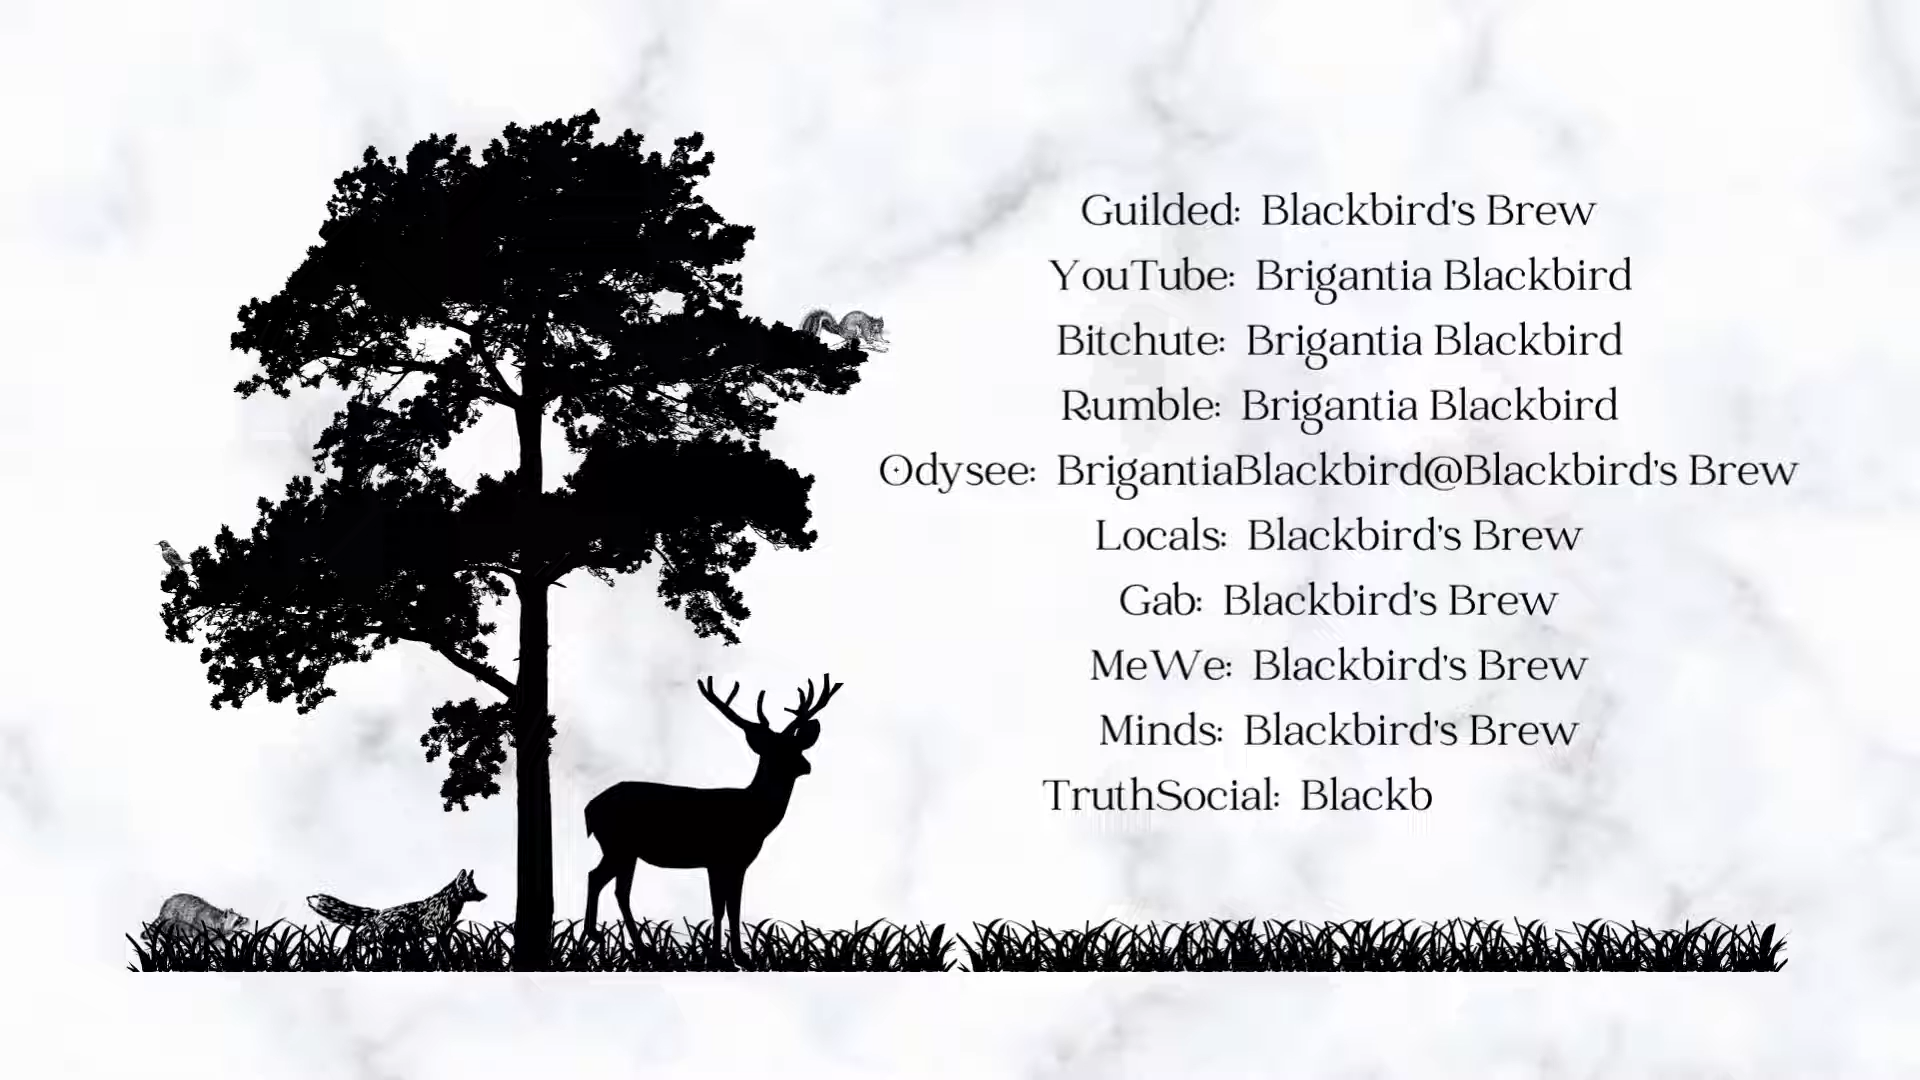 Guilded: Blackbird's Brew
YouTube: Brigantia Blackbird
Bitchute: Brigantia Blackbird
Rumble: Brigantia Blackbird
Odysee: BrigantiaBlackbird@Blackbird's Brew
Locals: Blackbird's Brew
Gab: Blackbird's Brew
MeWe: Blackbird's Brew
Minds: Blackbird's Brew
TruthSocial: Blackb